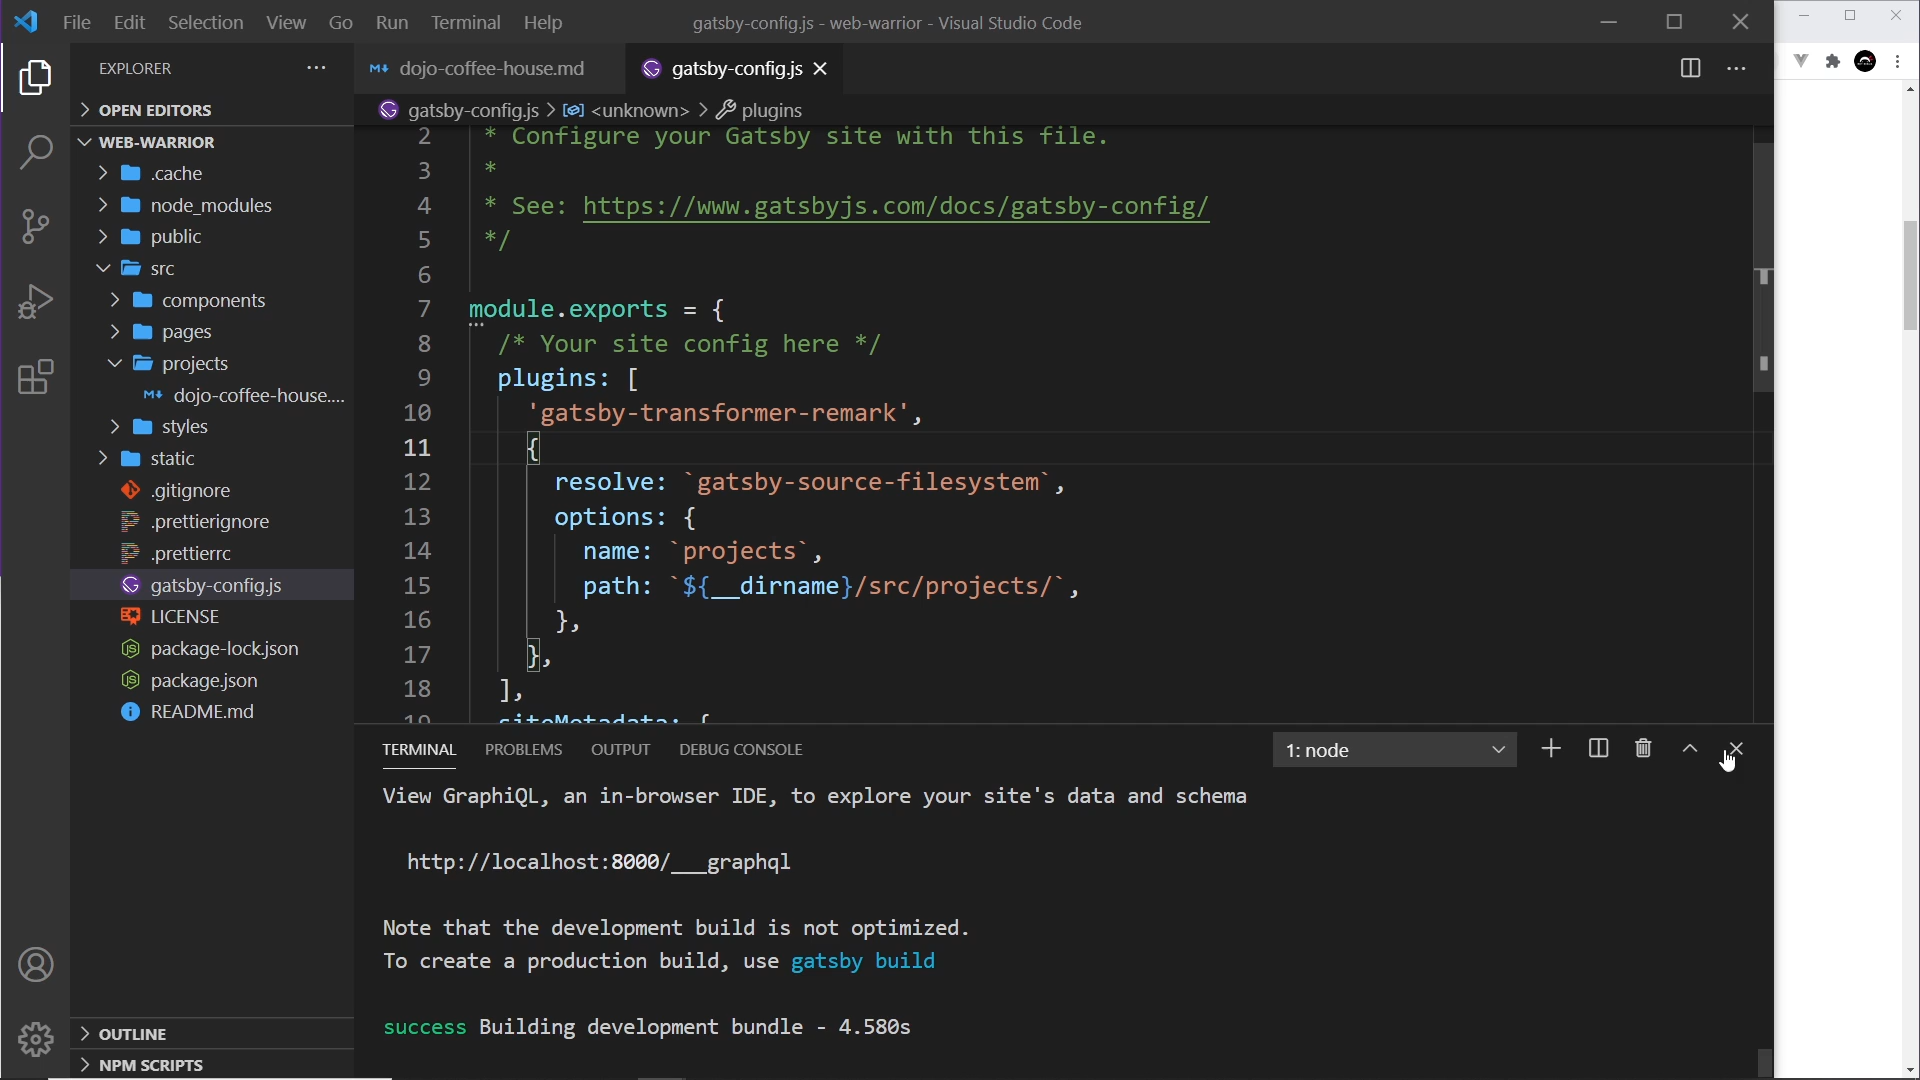 File Edit Selection View Go Run Terminal Help
gatsby-config.js - web-warrior - Visual Studio Code
EXPLORER
OPEN EDITORS
WEB-WARRIOR
.cache
node_modules
public
src
components
pages
projects
dojo-coffee-house....
styles
static
.gitignore
.prettierignore
.prettierrc
gatsby-config.js
LICENSE
package-lock.json
package.json
README.md
OUTLINE
NPM SCRIPTS
dojo-coffee-house.md
gatsby-config.js
gatsby-config.js > <unknown> > plugins
2 * Configure your Gatsby site with this file.
3 *
4 * See: https://www.gatsbyjs.com/docs/gatsby-config/
5 */
6
7 module.exports = {
8 /* Your site config here */
9 plugins: [
10 'gatsby-transformer-remark',
11 {
12 resolve: `gatsby-source-filesystem`,
13 options: {
14 name: `projects`,
15 path: `${__dirname}/src/projects/`,
16 },
17 },
18 ],
19 siteMetadata: {
TERMINAL PROBLEMS OUTPUT DEBUG CONSOLE
1: node
View GraphiQL, an in-browser IDE, to explore your site's data and schema
http://localhost:8000/___graphql
Note that the development build is not optimized.
To create a production build, use gatsby build
success Building development bundle - 4.580s